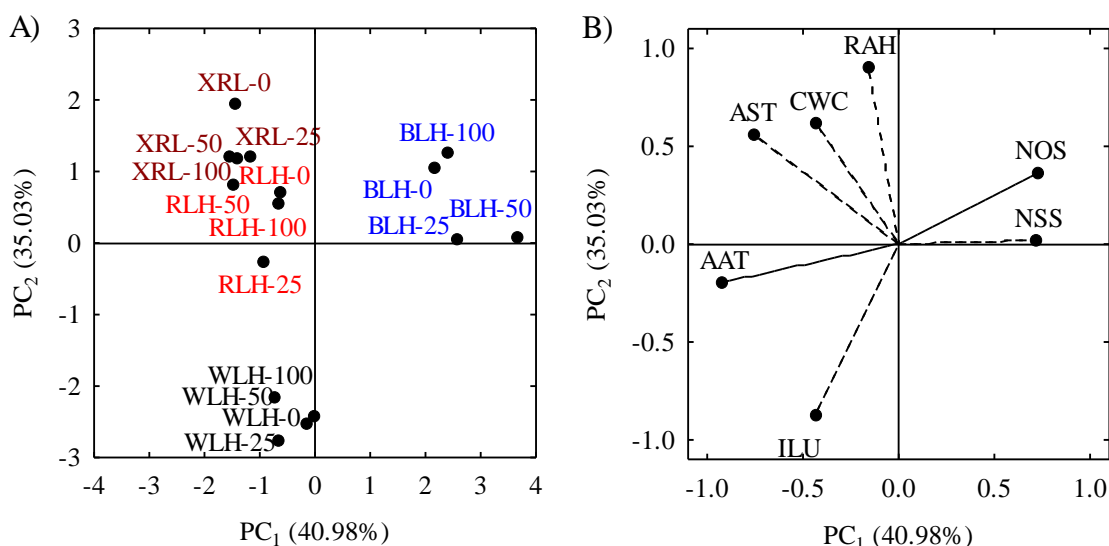 A)
XRL-0
XRL-50
XRL-25
XRL-100
RLH-0
RLH-50
RLH-100
RLH-25
BLH-100
BLH-0
BLH-50
BLH-25
WLH-100
WLH-50
WLH-0
WLH-25
3
2
1
0
-1
-2
-3
-4 -3 -2 -1 0 1 2 3 4
PC2 (35.03%)
PC1 (40.98%)
B)
RAH
CWC
AST
NOS
NSS
AAT
ILU
1.0
0.5
0.0
-0.5
-1.0
-1.0 -0.5 0.0 0.5 1.0
PC2 (35.03%)
PC1 (40.98%)